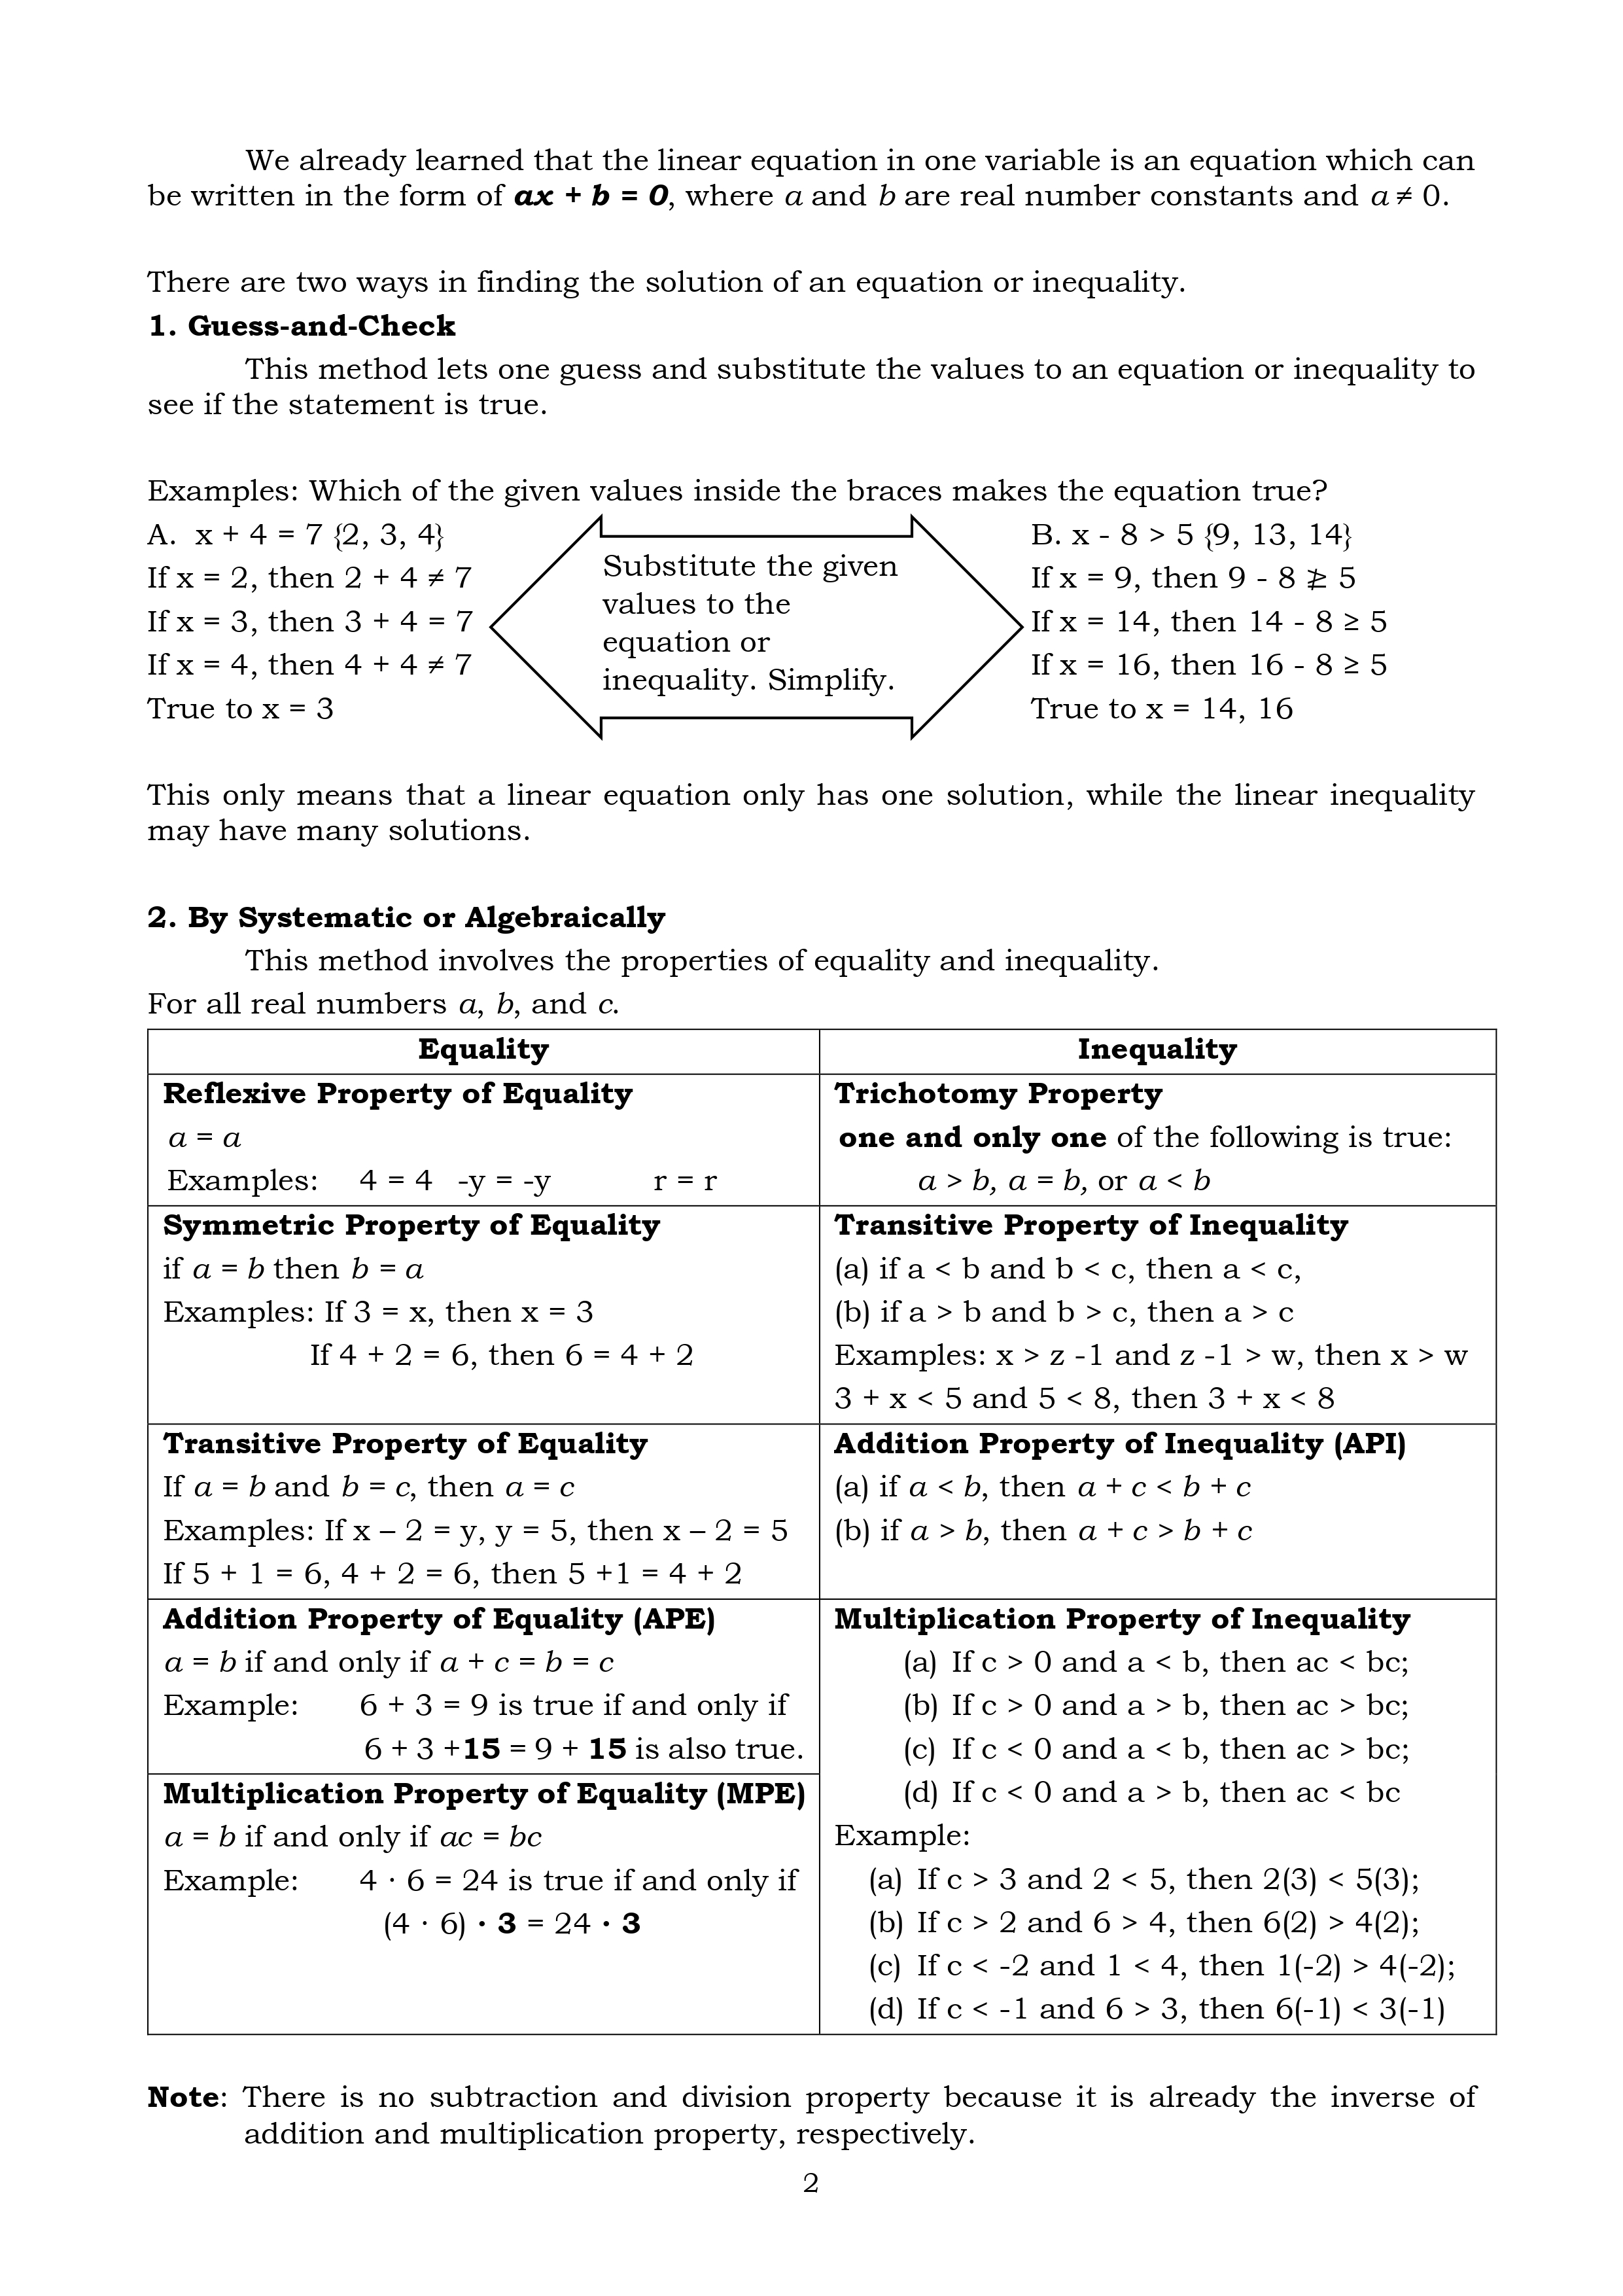 We already learned that the linear equation in one variable is an equation which can
be written in the form of ax + b = 0, where a and b are real number constants and a ≠ 0.
There are two ways in finding the solution of an equation or inequality.
1. Guess-and-Check
This method lets one guess and substitute the values to an equation or inequality to
see if the statement is true.
Examples: Which of the given values inside the braces makes the equation true?
A. x + 4 = 7 {2, 3, 4}
If x = 2, then 2 + 4 ≠ 7
If x = 3, then 3 + 4 = 7
If x = 4, then 4 + 4 ≠ 7
True to x = 3
Substitute the given
values to the
equation or
inequality. Simplify.
B. x - 8 > 5 {9, 13, 14}
If x = 9, then 9 - 8 ≱ 5
If x = 14, then 14 - 8 ≥ 5
If x = 16, then 16 - 8 ≥ 5
True to x = 14, 16
This only means that a linear equation only has one solution, while the linear inequality
may have many solutions.
2. By Systematic or Algebraically
This method involves the properties of equality and inequality.
For all real numbers a, b, and c.
Equality
Inequality
Reflexive Property of Equality
a = a
Examples: 4 = 4 -y = -y r = r
Trichotomy Property
one and only one of the following is true:
a > b, a = b, or a < b
Symmetric Property of Equality
if a = b then b = a
Examples: If 3 = x, then x = 3
If 4 + 2 = 6, then 6 = 4 + 2
Transitive Property of Inequality
(a) if a < b and b < c, then a < c,
(b) if a > b and b > c, then a > c
Examples: x > z -1 and z -1 > w, then x > w
3 + x < 5 and 5 < 8, then 3 + x < 8
Transitive Property of Equality
If a = b and b = c, then a = c
Examples: If x – 2 = y, y = 5, then x – 2 = 5
If 5 + 1 = 6, 4 + 2 = 6, then 5 +1 = 4 + 2
Addition Property of Inequality (API)
(a) if a < b, then a + c < b + c
(b) if a > b, then a + c > b + c
Addition Property of Equality (APE)
a = b if and only if a + c = b = c
Example: 6 + 3 = 9 is true if and only if
6 + 3 +15 = 9 + 15 is also true.
Multiplication Property of Equality (MPE)
a = b if and only if ac = bc
Example: 4 · 6 = 24 is true if and only if
(4 · 6) · 3 = 24 · 3
Multiplication Property of Inequality
(a) If c > 0 and a < b, then ac < bc;
(b) If c > 0 and a > b, then ac > bc;
(c) If c < 0 and a < b, then ac > bc;
(d) If c < 0 and a > b, then ac < bc
Example:
(a) If c > 3 and 2 < 5, then 2(3) < 5(3);
(b) If c > 2 and 6 > 4, then 6(2) > 4(2);
(c) If c < -2 and 1 < 4, then 1(-2) > 4(-2);
(d) If c < -1 and 6 > 3, then 6(-1) < 3(-1)
Note: There is no subtraction and division property because it is already the inverse of
addition and multiplication property, respectively.
2